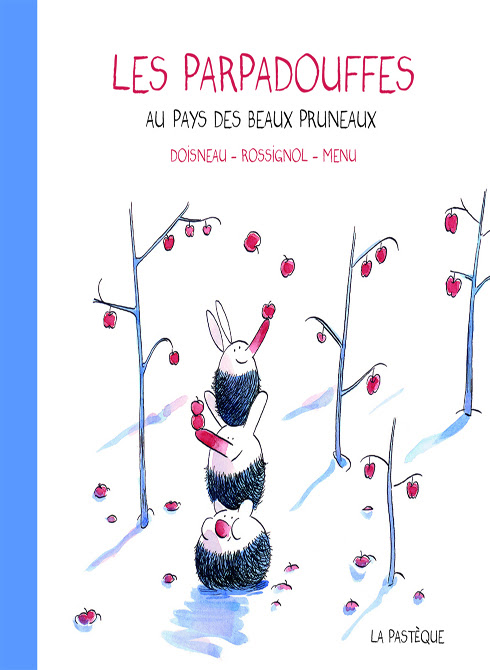 LES PARPADOUFFES
AU PAYS DES BEAUX PRUNEAUX
DOISNEAU - ROSSIGNOL - MENU
LA PASTÈQUE